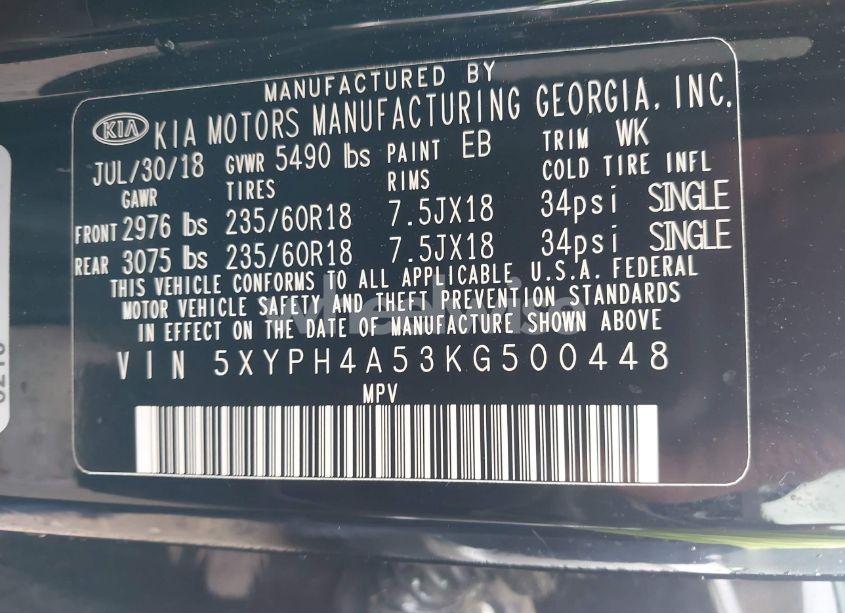 MANUFACTURED BY
KIA KIA MOTORS MANUFACTURING GEORGIA, INC.
JUL/30/18 GVWR 5490 lbs PAINT EB TRIM WK
GAWR TIRES RIMS COLD TIRE INFL
FRONT 2976 lbs 235/60R18 7.5JX18 34psi SINGLE
REAR 3075 lbs 235/60R18 7.5JX18 34psi SINGLE
THIS VEHICLE CONFORMS TO ALL APPLICABLE U.S.A. FEDERAL
MOTOR VEHICLE SAFETY AND THEFT PREVENTION STANDARDS
IN EFFECT ON THE DATE OF MANUFACTURE SHOWN ABOVE
VIN 5XYPH4A53KG500448
MPV